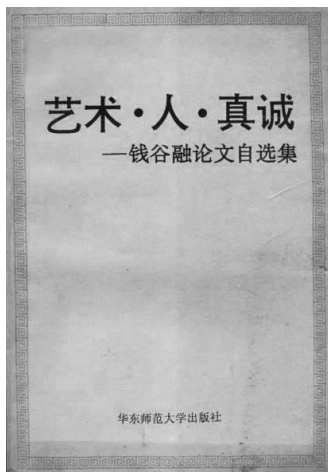 艺术·人·真诚
—钱谷融论文自选集
华东师范大学出版社